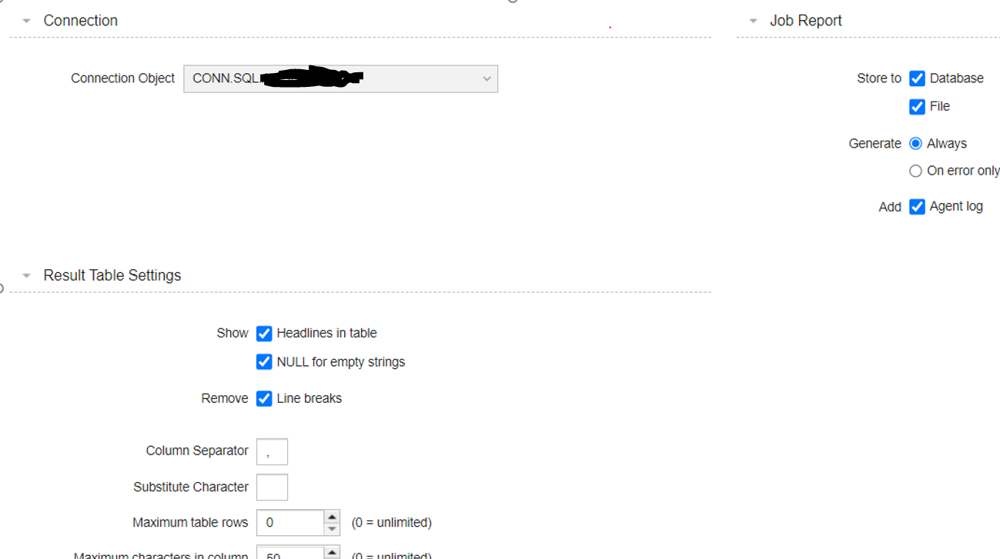 Connection
Connection Object CONN.SQL
Job Report
Store to Database
File
Generate Always
On error only
Add Agent log
Result Table Settings
Show Headlines in table
NULL for empty strings
Remove Line breaks
Column Separator ,
Substitute Character
Maximum table rows 0 (0 = unlimited)
Maximum characters in column 50 (0 = unlimited)